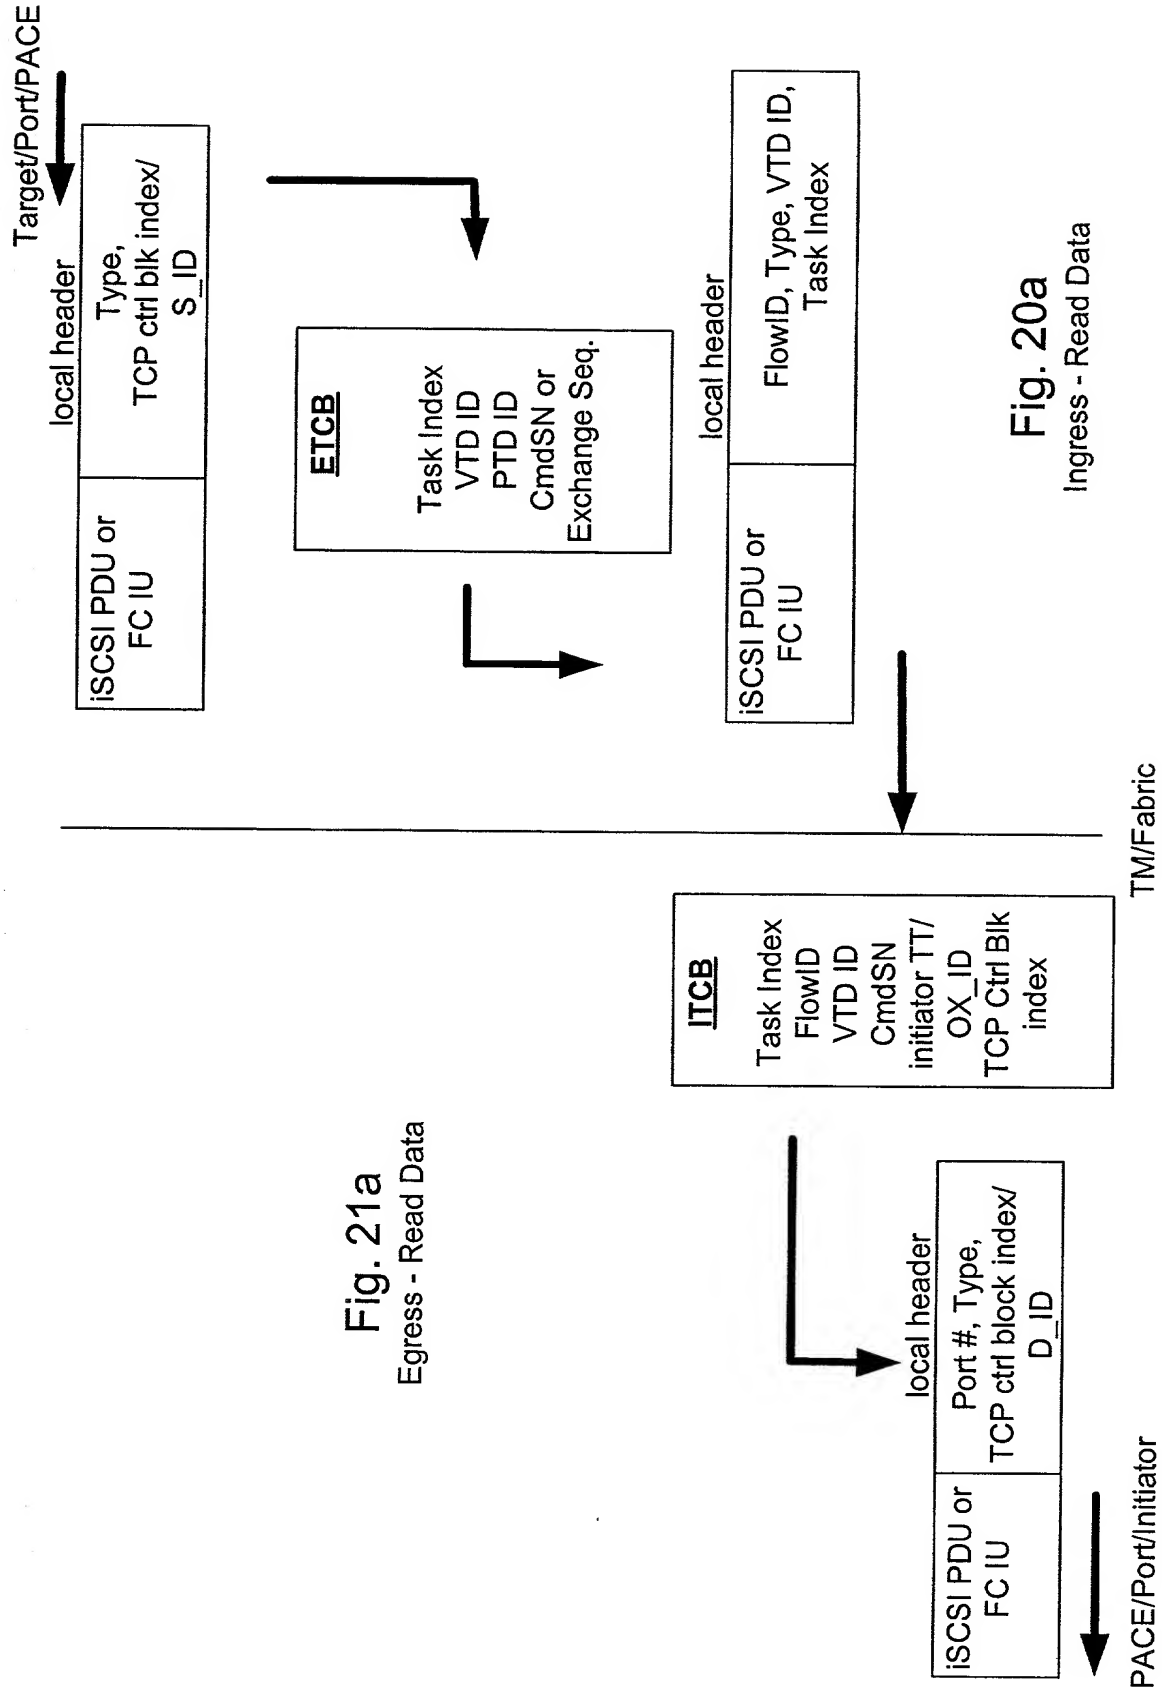 Target/Port/PACE
local header
iSCSI PDU or
FC IU
Type,
TCP ctrl blk index/
S_ID
ETCB
Task Index
VTD ID
PTD ID
CmdSN or
Exchange Seq.
local header
iSCSI PDU or
FC IU
FlowID, Type, VTD ID,
Task Index
Fig. 20a
Ingress - Read Data
TM/Fabric
ITCB
Task Index
FlowID
VTD ID
CmdSN
initiator TT/
OX_ID
TCP Ctrl Blk
index
Fig. 21a
Egress - Read Data
local header
iSCSI PDU or
FC IU
Port #, Type,
TCP ctrl block index/
D_ID
PACE/Port/Initiator